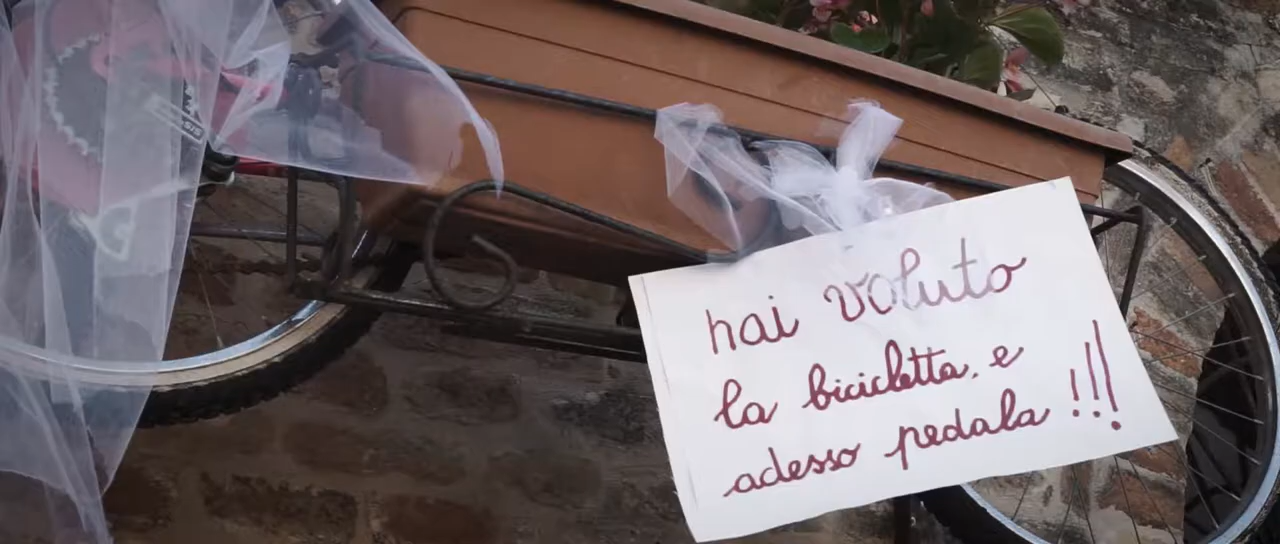 hai voluto
la bicicletta, e
adesso pedala !!!